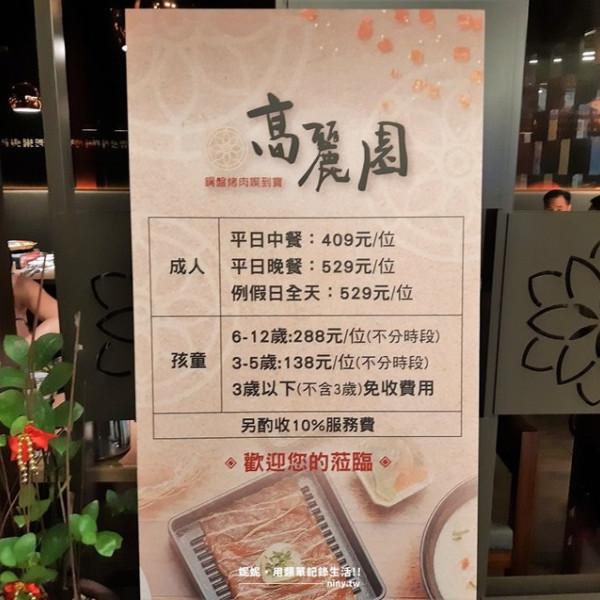 高麗園
銅盤烤肉喫到寶
成人
平日中餐：409元/位
平日晚餐：529元/位
例假日全天：529元/位
孩童
6-12歲:288元/位(不分時段)
3-5歲:138元/位(不分時段)
3歲以下(不含3歲)免收費用
另酌收10%服務費
歡迎您的蒞臨
妮妮。用簡單記錄生活!!
niny.tw